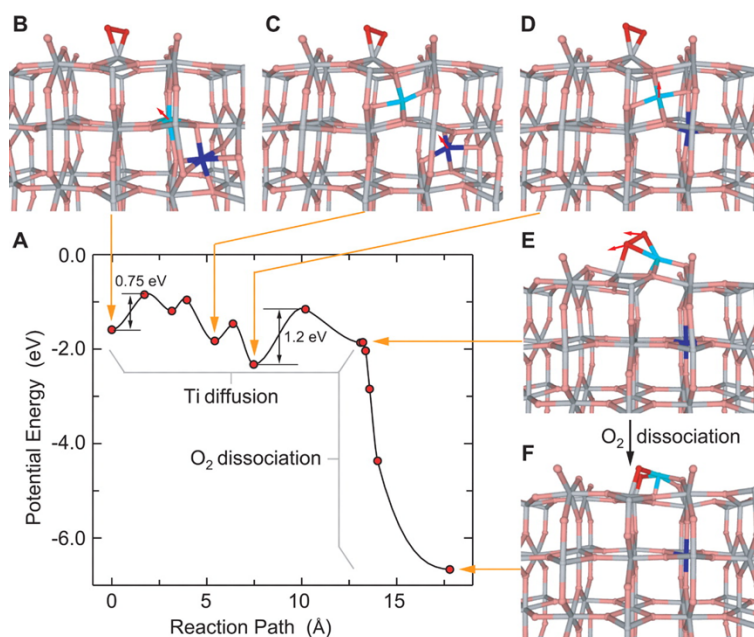 B
C
D
A
0.0
-2.0
-4.0
-6.0
Potential Energy (eV)
0.75 eV
1.2 eV
Ti diffusion
O₂ dissociation
0
5
10
15
Reaction Path (Å)
E
O₂ dissociation
F